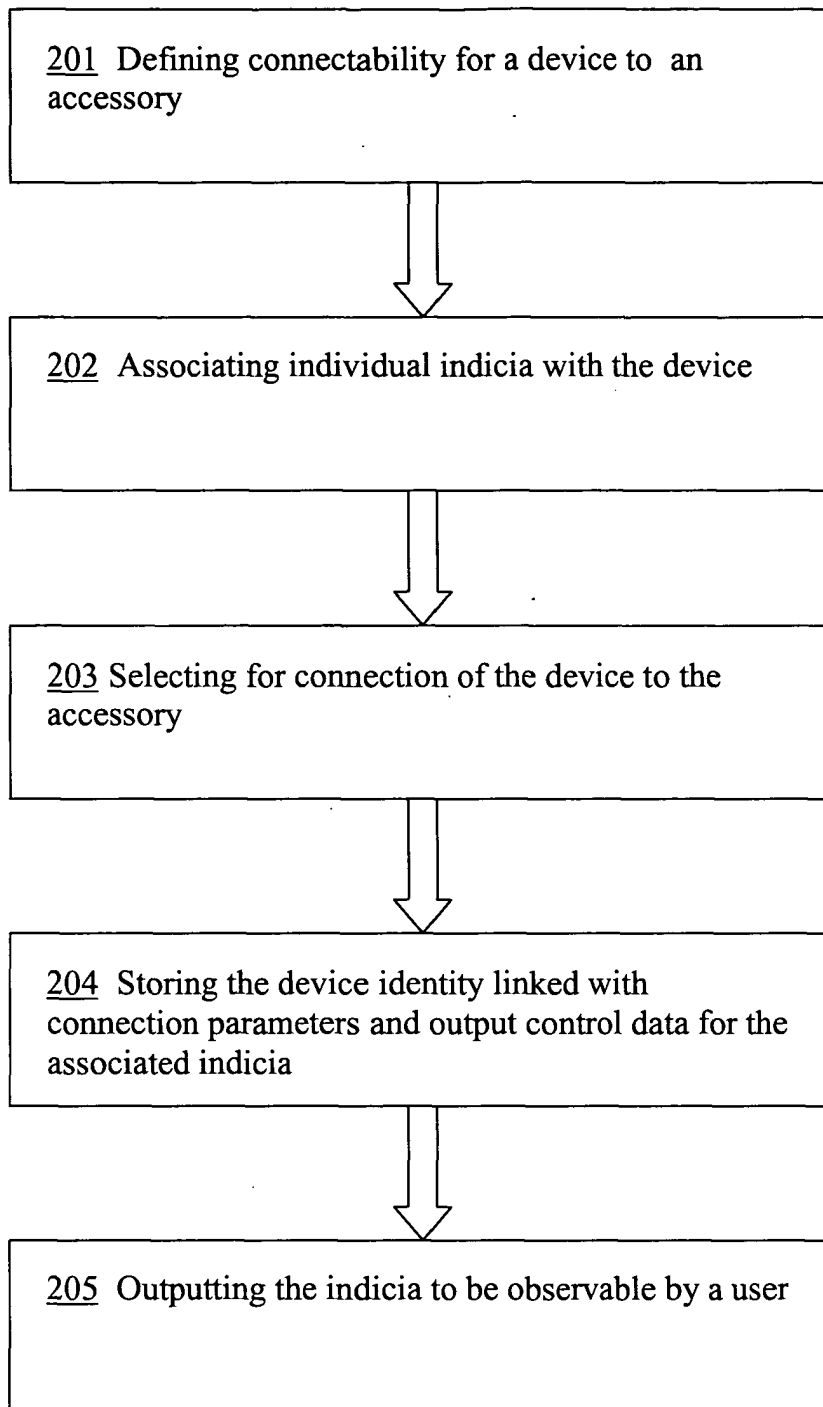 201 Defining connectability for a device to an
accessory
202 Associating individual indicia with the device
203 Selecting for connection of the device to the
accessory
204 Storing the device identity linked with
connection parameters and output control data for the
associated indicia
205 Outputting the indicia to be observable by a user